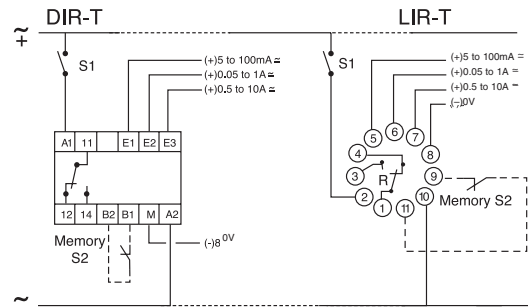 DIR-T
LIR-T
~
+
S1
(+)5 to 100mA ≂
(+)0.05 to 1A ≂
(+)0.5 to 10A ≂
A1 11 E1 E2 E3
12 14 B2 B1 M A2
Memory
S2
(-)8 0V
~
S1
(+)5 to 100mA =
(+)0.05 to 1A ~
(+)0.5 to 10A ~
(-)0V
5 6 7 8
4
3 R 9
2 1 11 10
Memory S2